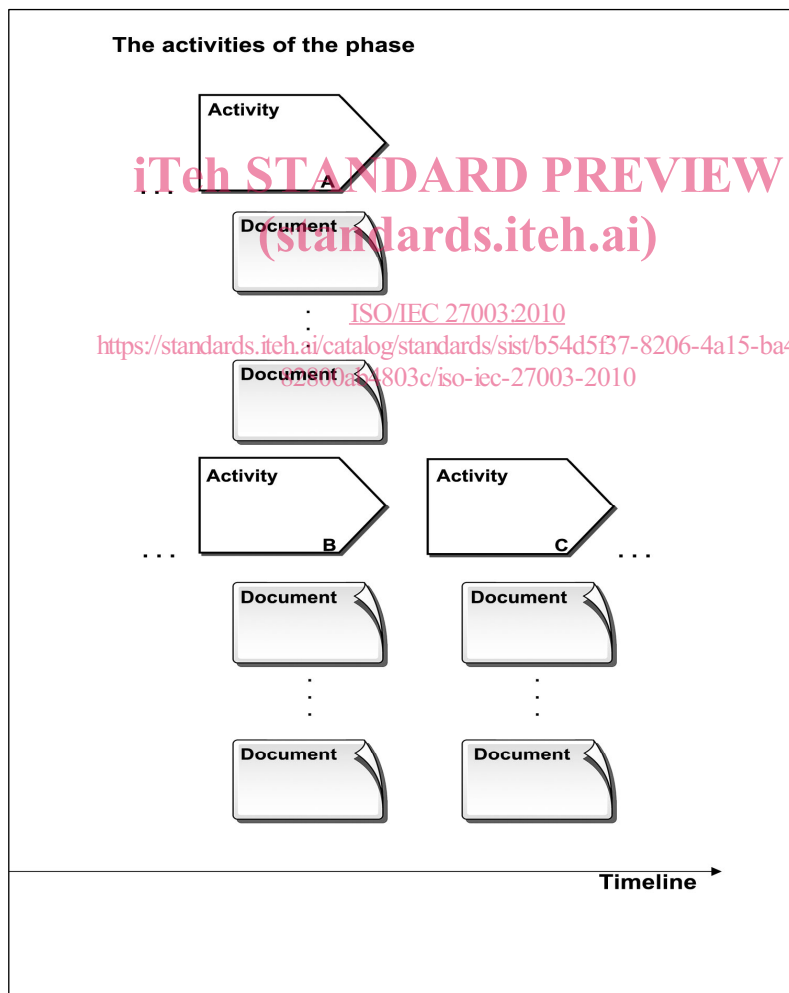 The activities of the phase
Activity
A
. . .
iTeh STANDARD PREVIEW
(standards.iteh.ai)
Document
ISO/IEC 27003:2010
https://standards.iteh.ai/catalog/standards/sist/b54d5f37-8206-4a15-ba4
82800ab4803c/iso-iec-27003-2010
Document
Activity
Activity
B
C
. . .
. . .
Document
Document
Document
Document
Timeline